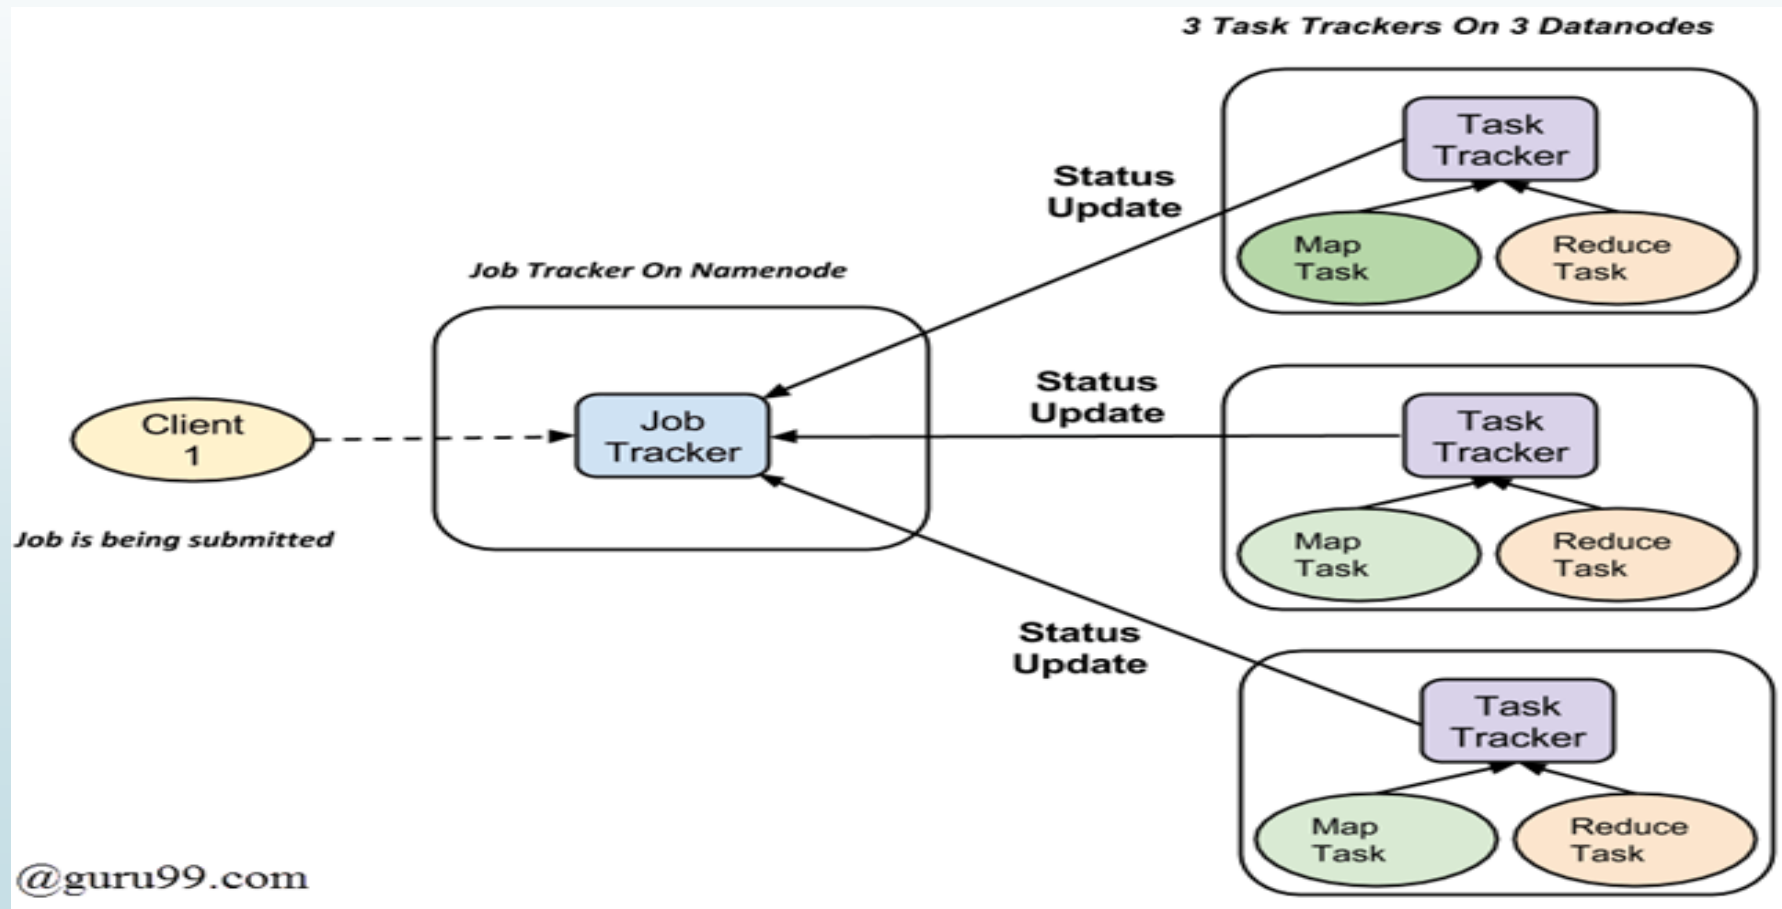 3 Task Trackers On 3 Datanodes
Task
Tracker
Status
Update
Map
Task
Reduce
Task
Job Tracker On Namenode
Status
Update
Task
Tracker
Client
1
Job
Tracker
Job is being submitted
Map
Task
Reduce
Task
Status
Update
Task
Tracker
Map
Task
Reduce
Task
@guru99.com